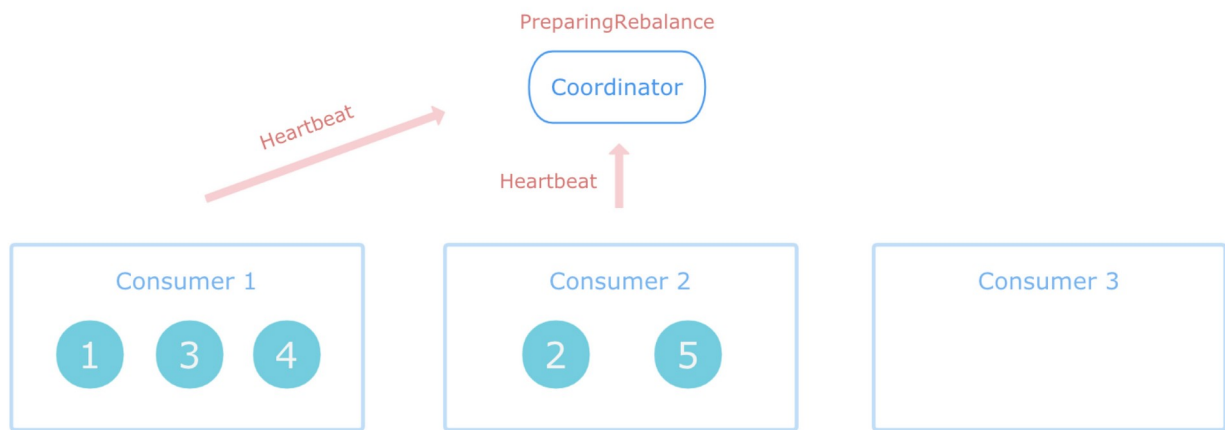 PreparingRebalance
Coordinator
Heartbeat
Heartbeat
Consumer 1
1 3 4
Consumer 2
2 5
Consumer 3